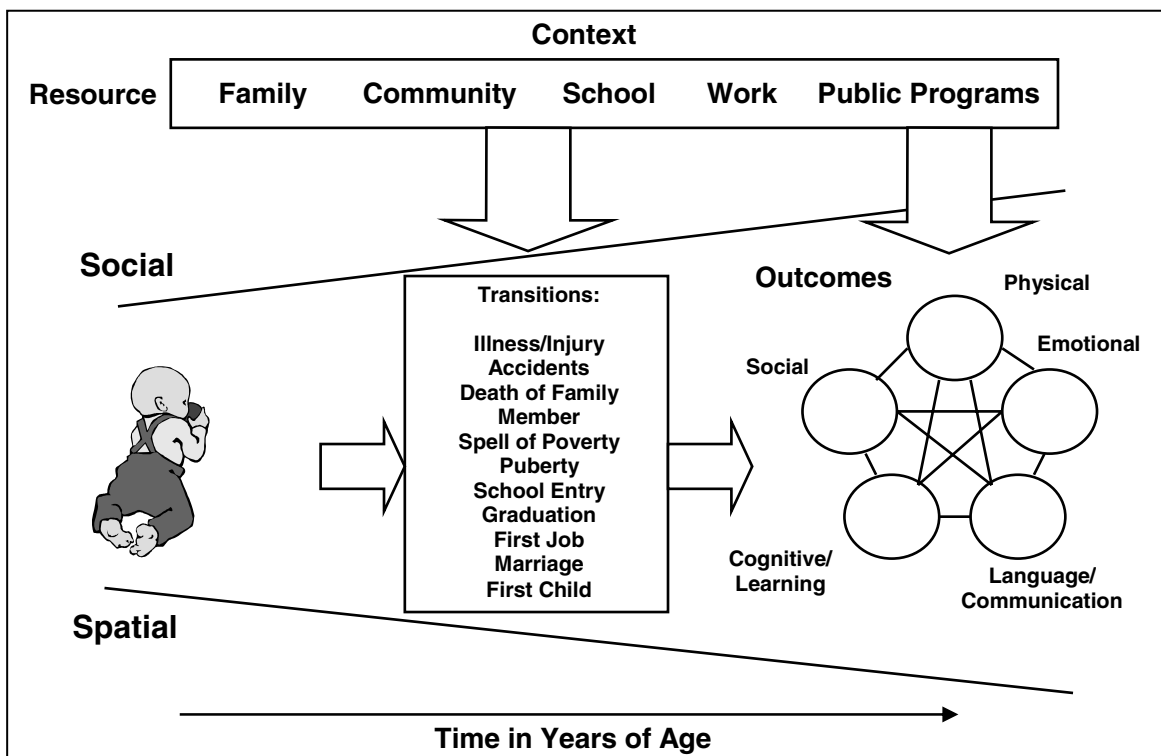 Context
Resource Family Community School Work Public Programs
Social
Transitions:
Illness/Injury
Accidents
Death of Family
Member
Spell of Poverty
Puberty
School Entry
Graduation
First Job
Marriage
First Child
Outcomes
Physical
Emotional
Social
Cognitive/
Learning
Language/
Communication
Spatial
Time in Years of Age